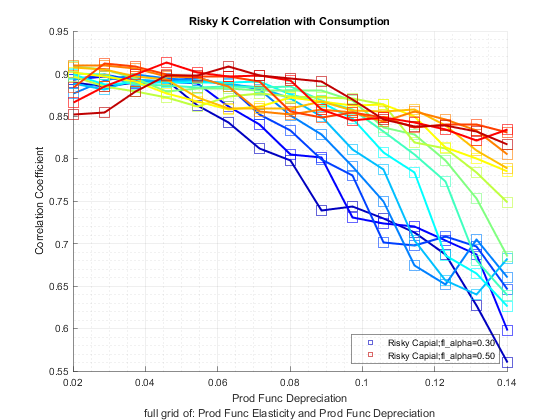 Risky K Correlation with Consumption
0.95
0.9
0.85
0.8
0.75
0.7
0.65
0.6
0.55
Correlation Coefficient
Risky Capial;fl_alpha=0.30
Risky Capial;fl_alpha=0.50
0.02
0.04
0.06
0.08
0.1
0.12
0.14
Prod Func Depreciation
full grid of: Prod Func Elasticity and Prod Func Depreciation